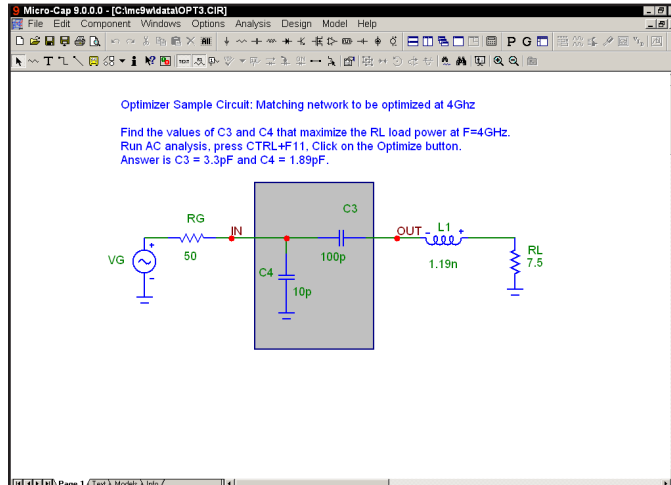 9 Micro-Cap 9.0.0.0 - [C:\mc9w\data\OPT3.CIR]
File Edit Component Windows Options Analysis Design Model Help
All
P G
T
TEXT
Optimizer Sample Circuit: Matching network to be optimized at 4Ghz
Find the values of C3 and C4 that maximize the RL load power at F=4GHz.
Run AC analysis, press CTRL+F11, Click on the Optimize button.
Answer is C3 = 3.3pF and C4 = 1.89pF.
C3
RG
IN
OUT
L1
RL
VG
50
100p
1.19n
7.5
C4
10p
Page 1 Text Models Info